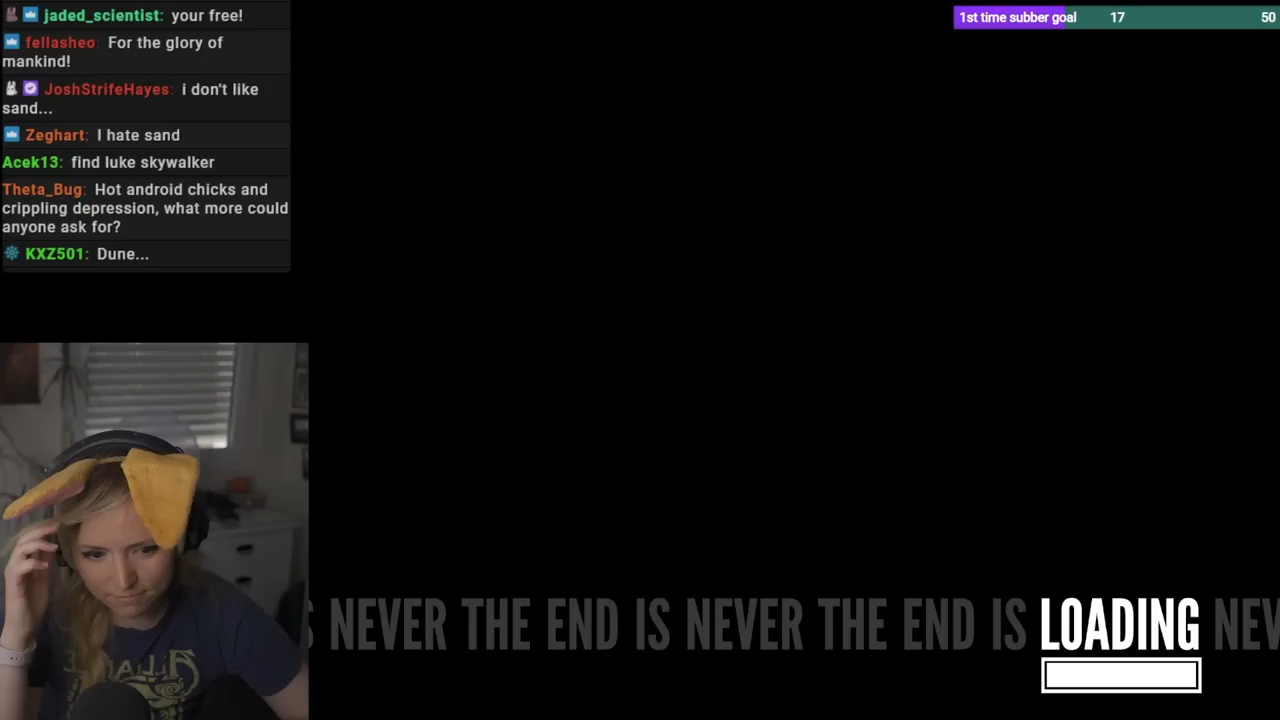 jaded_scientist: your free!
fellasheo: For the glory of
mankind!
JoshStrifeHayes: i don't like
sand...
Zeghart: I hate sand
Acek13: find luke skywalker
Theta_Bug: Hot android chicks and
crippling depression, what more could
anyone ask for?
KXZ501: Dune...
1st time subber goal 17 50
S NEVER THE END IS NEVER THE END IS LOADING NEV